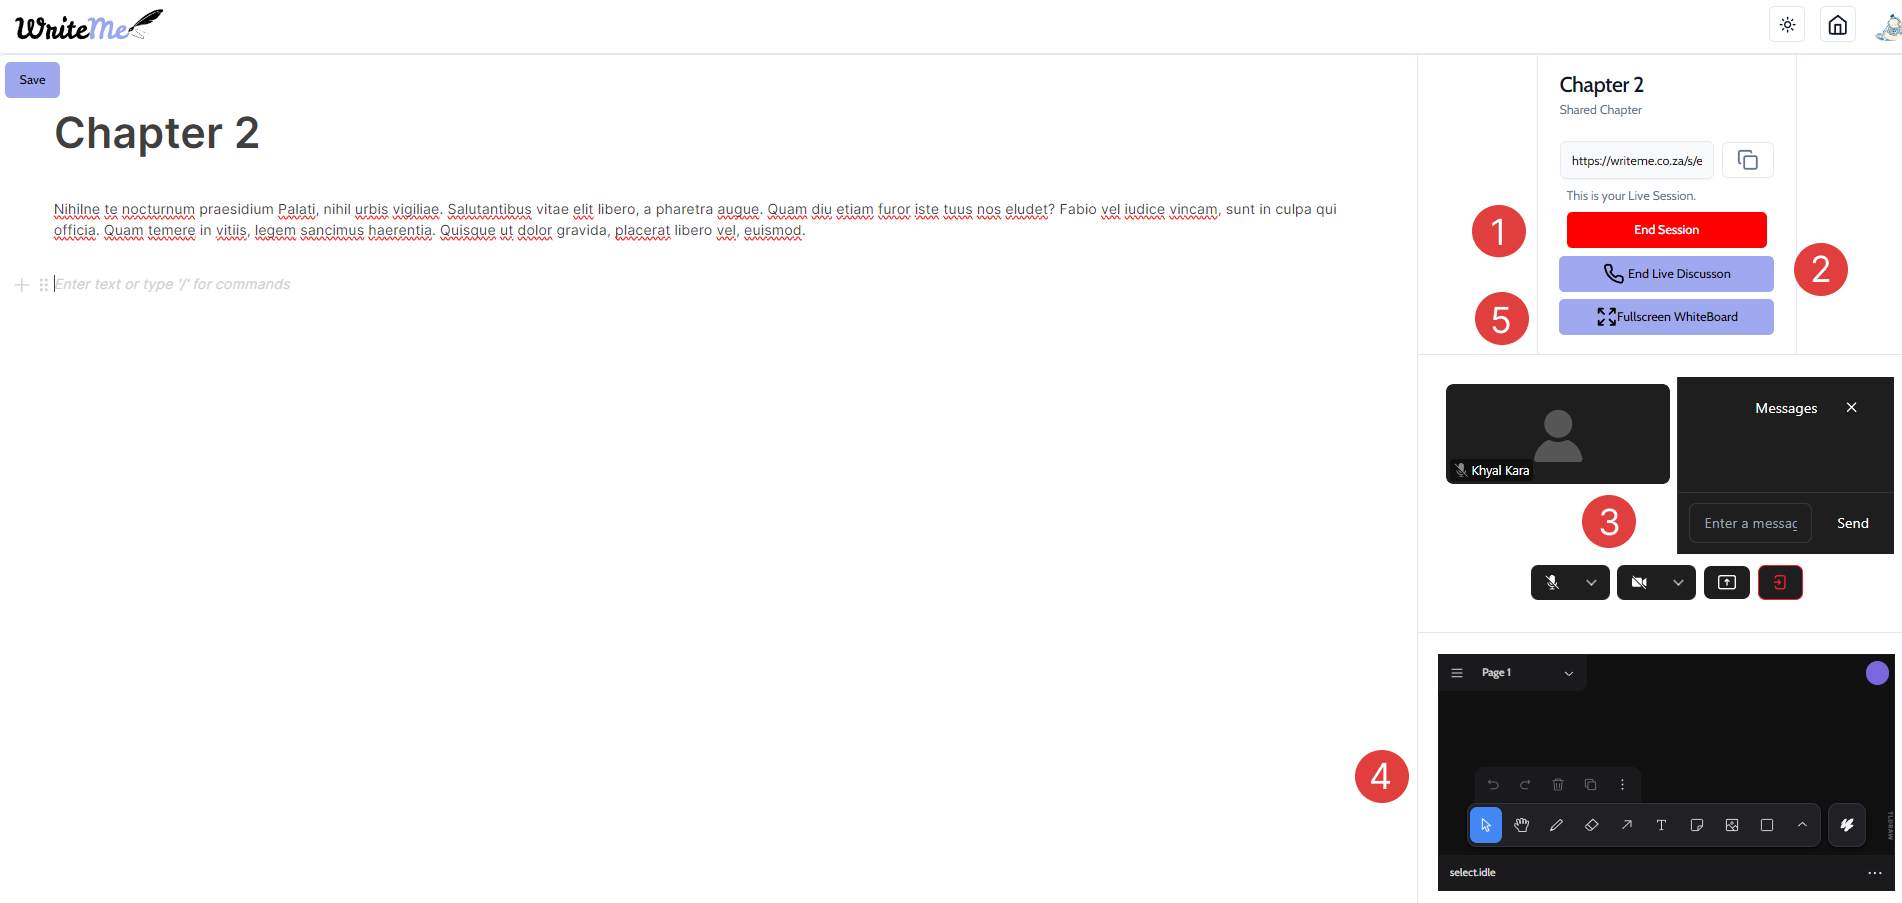 WriteMe
Save
Chapter 2
Nihilne te nocturnum praesidium Palati, nihil urbis vigiliae. Salutantibus vitae elit libero, a pharetra augue. Quam diu etiam furor iste tuus nos eludet? Fabio vel iudice vincam, sunt in culpa qui
officia. Quam temere in vitiis, legem sancimus haerentia. Quisque ut dolor gravida, placerat libero vel, euismod.
Enter text or type '/' for commands
Chapter 2
Shared Chapter
https://writeme.co.za/s/e
This is your Live Session.
1
End Session
End Live Discusson
2
5
Fullscreen WhiteBoard
Messages
Khyal Kara
3
Enter a messag
Send
Page 1
4
T
TLDRAW
select.idle